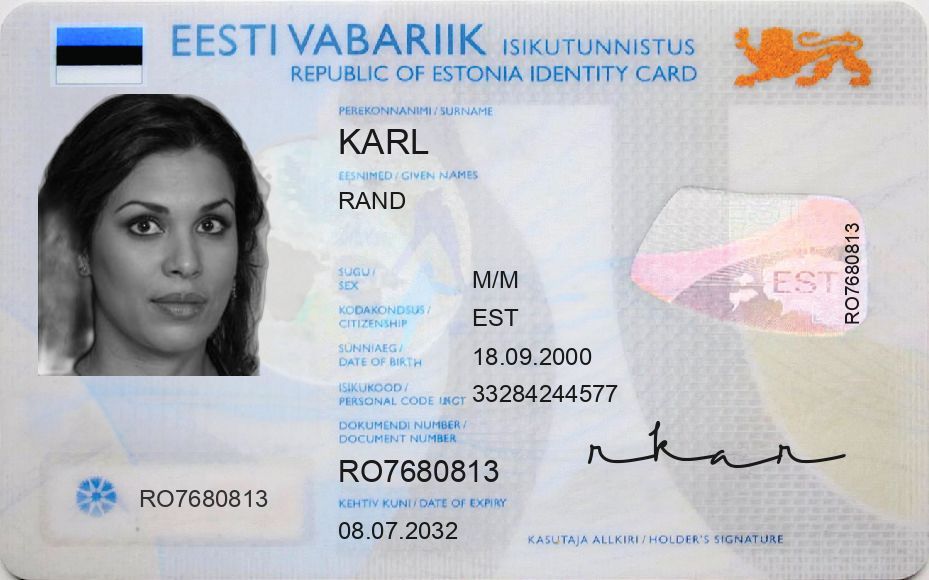 EESTI VABARIIK ISIKUTUNNISTUS
REPUBLIC OF ESTONIA IDENTITY CARD
PEREKONNANIMI / SURNAME
KARL
EESNIMED / GIVEN NAMES
RAND
SUGU /
SEX
M/M
KODAKONDSUS /
CITIZENSHIP
EST
SÜNNIAEG /
DATE OF BIRTH
18.09.2000
ISIKUKOOD /
PERSONAL CODE
33284244577
DOKUMENDI NUMBER /
DOCUMENT NUMBER
RO7680813
KEHTIV KUNI / DATE OF EXPIRY
08.07.2032
RO7680813
EST
RO7680813
rkar
KASUTAJA ALLKIRI / HOLDER'S SIGNATURE